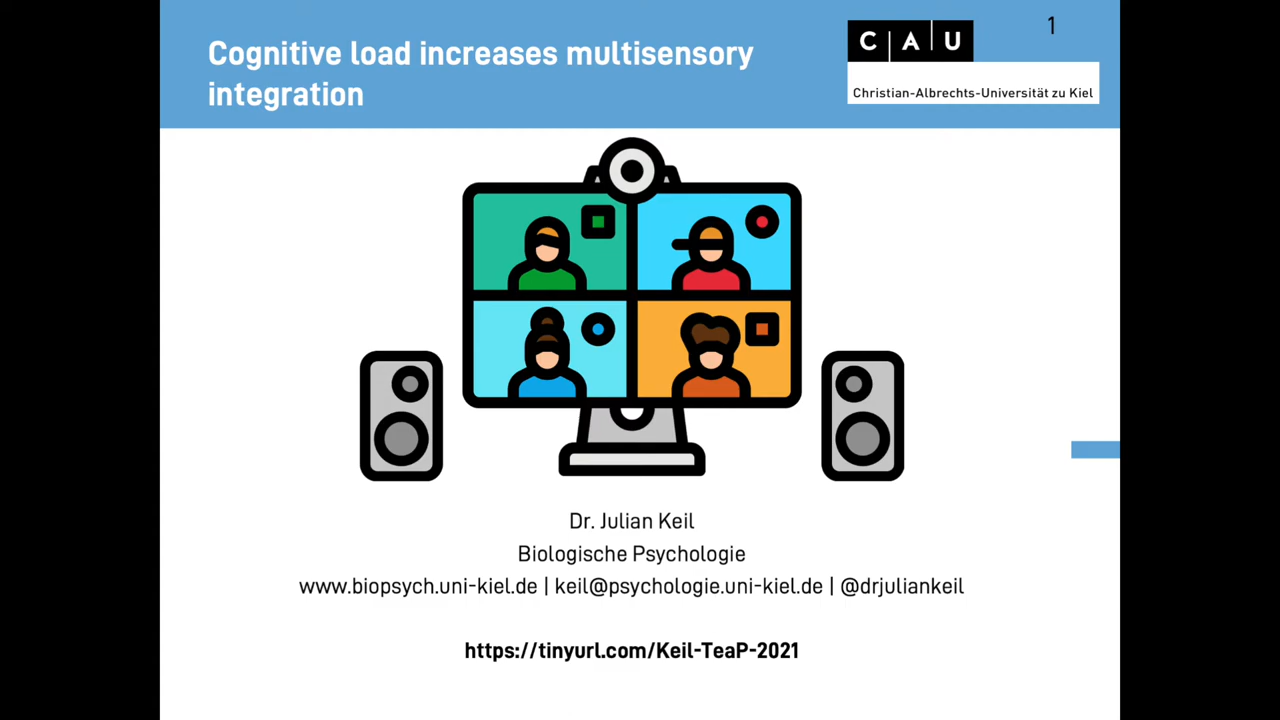 Cognitive load increases multisensory
integration
CAU
1
Christian-Albrechts-Universität zu Kiel
Dr. Julian Keil
Biologische Psychologie
www.biopsych.uni-kiel.de | keil@psychologie.uni-kiel.de | @drjuliankeil
https://tinyurl.com/Keil-TeaP-2021